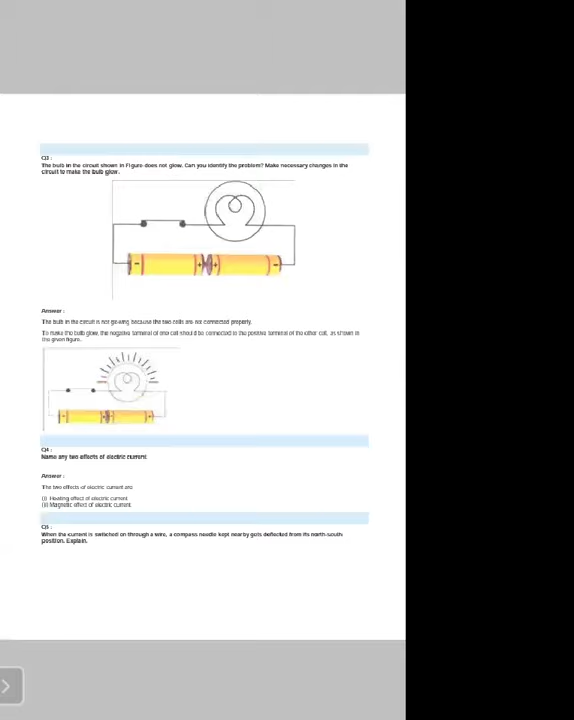 Q3 :
The bulb in the circuit shown in Figure does not glow. Can you identify the problem? Make necessary changes in the
circuit to make the bulb glow.
- + + -
Answer :
The bulb in the circuit is not glowing because the two cells are not connected properly.
To make the bulb glow, the negative terminal of one cell should be connected to the positive terminal of the other cell, as shown in
the given figure.
Q4 :
Name any two effects of electric current.
Answer :
The two effects of electric current are
(i) Heating effect of electric current.
(ii) Magnetic effect of electric current.
Q5 :
When the current is switched on through a wire, a compass needle kept nearby gets deflected from its north-south
position. Explain.